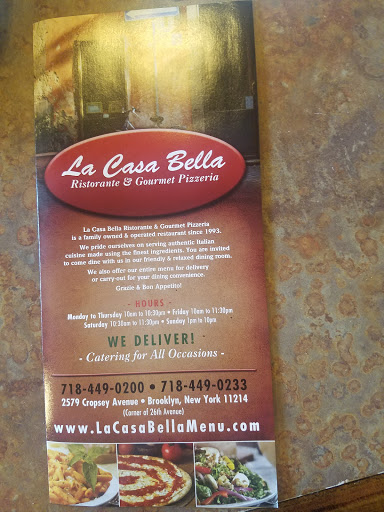 La Casa Bella
Ristorante & Gourmet Pizzeria
La Casa Bella Ristorante & Gourmet Pizzeria
is a family owned & operated restaurant since 1993.
We pride ourselves on serving authentic italian
cuisine made using the finest ingredients. You are invited
to come dine with us in our friendly & relaxed dining room.
We also offer our entire menu for delivery
or carry-out for your dining convenience.
Grazie & Bon Appetito!
- HOURS -
Monday to Thursday 10am to 10:30pm • Friday 10am to 11:30pm
Saturday 10:30am to 11:30pm • Sunday 1pm to 10pm
WE DELIVER!
- Catering for All Occasions -
718-449-0200 • 718-449-0233
2579 Cropsey Avenue • Brooklyn, New York 11214
(Corner of 26th Avenue)
www.LaCasaBellaMenu.com